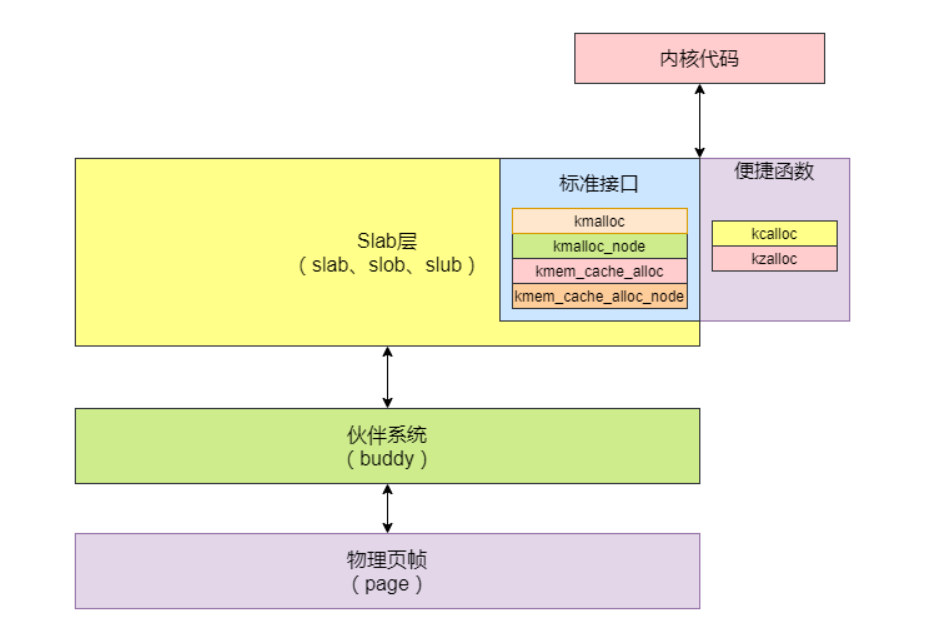 内核代码
标准接口
便捷函数
kmalloc
kmalloc_node
kmem_cache_alloc
kmem_cache_alloc_node
kcalloc
kzalloc
Slab层
（slab、slob、slub）
伙伴系统
（buddy）
物理页帧
（page）